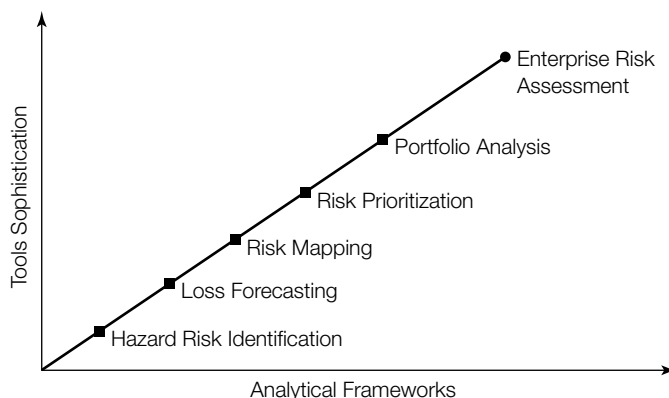 Tools Sophistication
Enterprise Risk
Assessment
Portfolio Analysis
Risk Prioritization
Risk Mapping
Loss Forecasting
Hazard Risk Identification
Analytical Frameworks